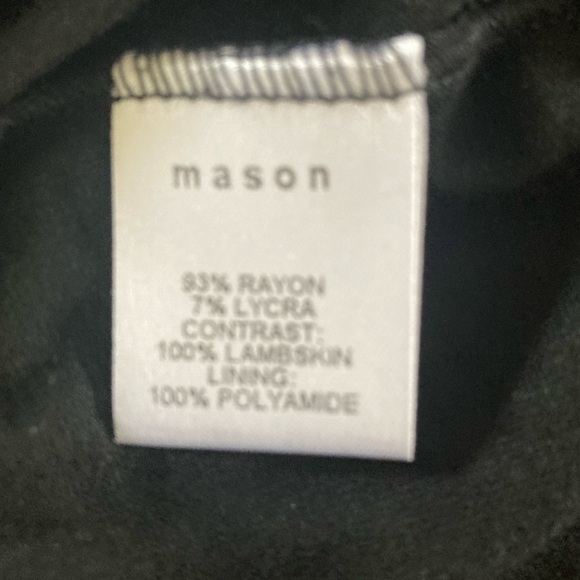 mason
93% RAYON
7% LYCRA
CONTRAST:
100% LAMBSKIN
LINING:
100% POLYAMIDE